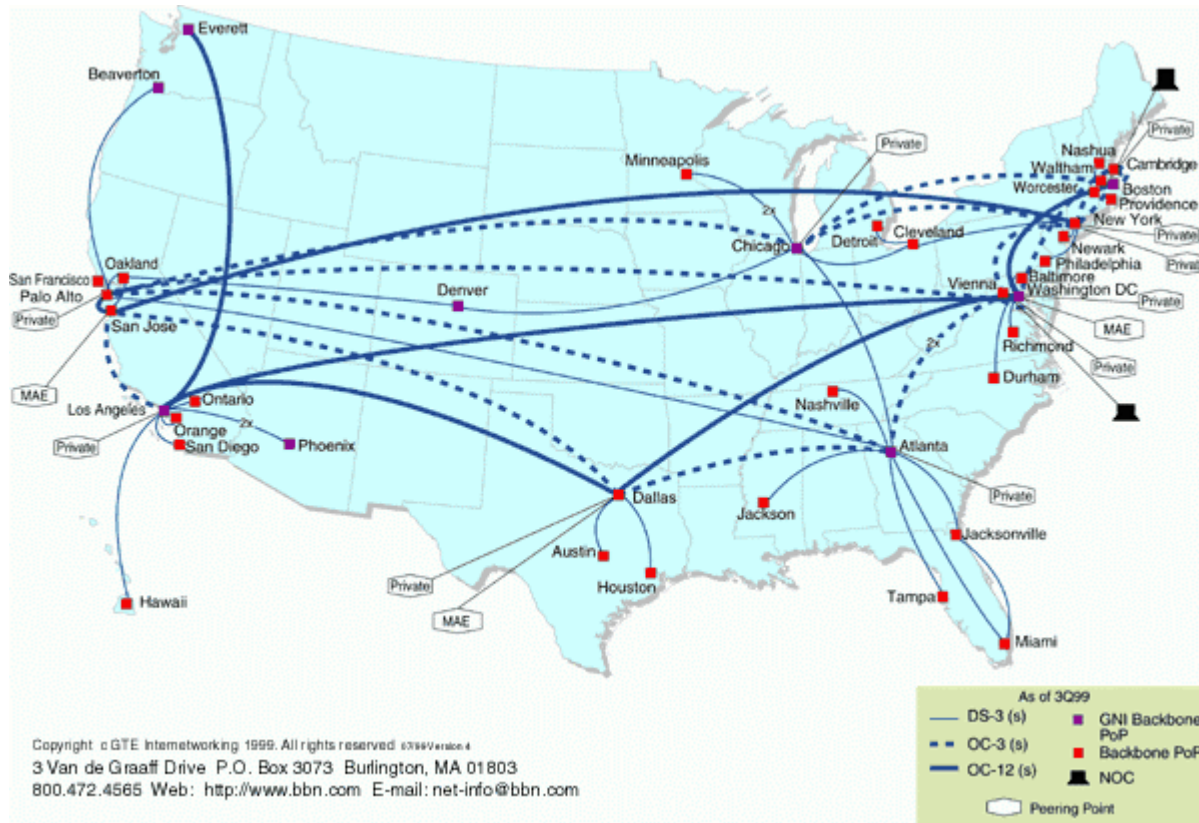 Everett
Beaverton
Minneapolis
2x
Private
Private
Nashua
Waltham
Cambridge
Worcester
Boston
Providence
New York
Private
Chicago
Detroit
Cleveland
Newark
Private
Philadelphia
Oakland
San Francisco
Palo Alto
Private
San Jose
Denver
Vienna
Baltimore
Washington DC
Private
MAE
Richmond
2x
Private
Durham
MAE
Los Angeles
Ontario
Orange
2x
San Diego
Phoenix
Private
Nashville
Atlanta
Private
Dallas
Jackson
Jacksonville
Austin
Houston
Private
MAE
Tampa
Miami
Hawaii
As of 3Q99
DS-3 (s)
OC-3 (s)
OC-12 (s)
GNI Backbone
PoP
Backbone PoP
NOC
Peering Point
Copyright c GTE Internetworking 1999. All rights reserved 07/99 Version 4
3 Van de Graaff Drive P.O. Box 3073 Burlington, MA 01803
800.472.4565 Web: http://www.bbn.com E-mail: net-info@bbn.com